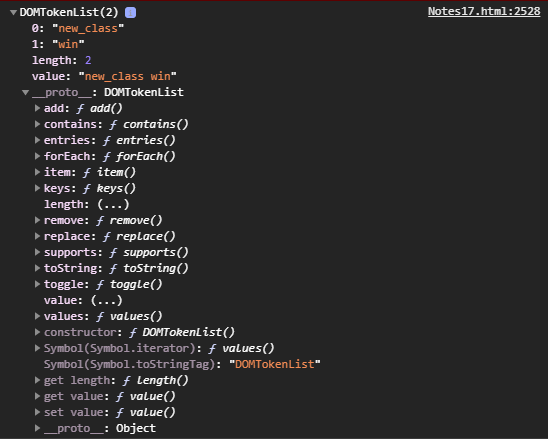 DOMTokenList(2) i Notes17.html:2528
0: "new_class"
1: "win"
length: 2
value: "new_class win"
__proto__: DOMTokenList
add: ƒ add()
contains: ƒ contains()
entries: ƒ entries()
forEach: ƒ forEach()
item: ƒ item()
keys: ƒ keys()
length: (...)
remove: ƒ remove()
replace: ƒ replace()
supports: ƒ supports()
toString: ƒ toString()
toggle: ƒ toggle()
value: (...)
values: ƒ values()
constructor: ƒ DOMTokenList()
Symbol(Symbol.iterator): ƒ values()
Symbol(Symbol.toStringTag): "DOMTokenList"
get length: ƒ length()
get value: ƒ value()
set value: ƒ value()
__proto__: Object